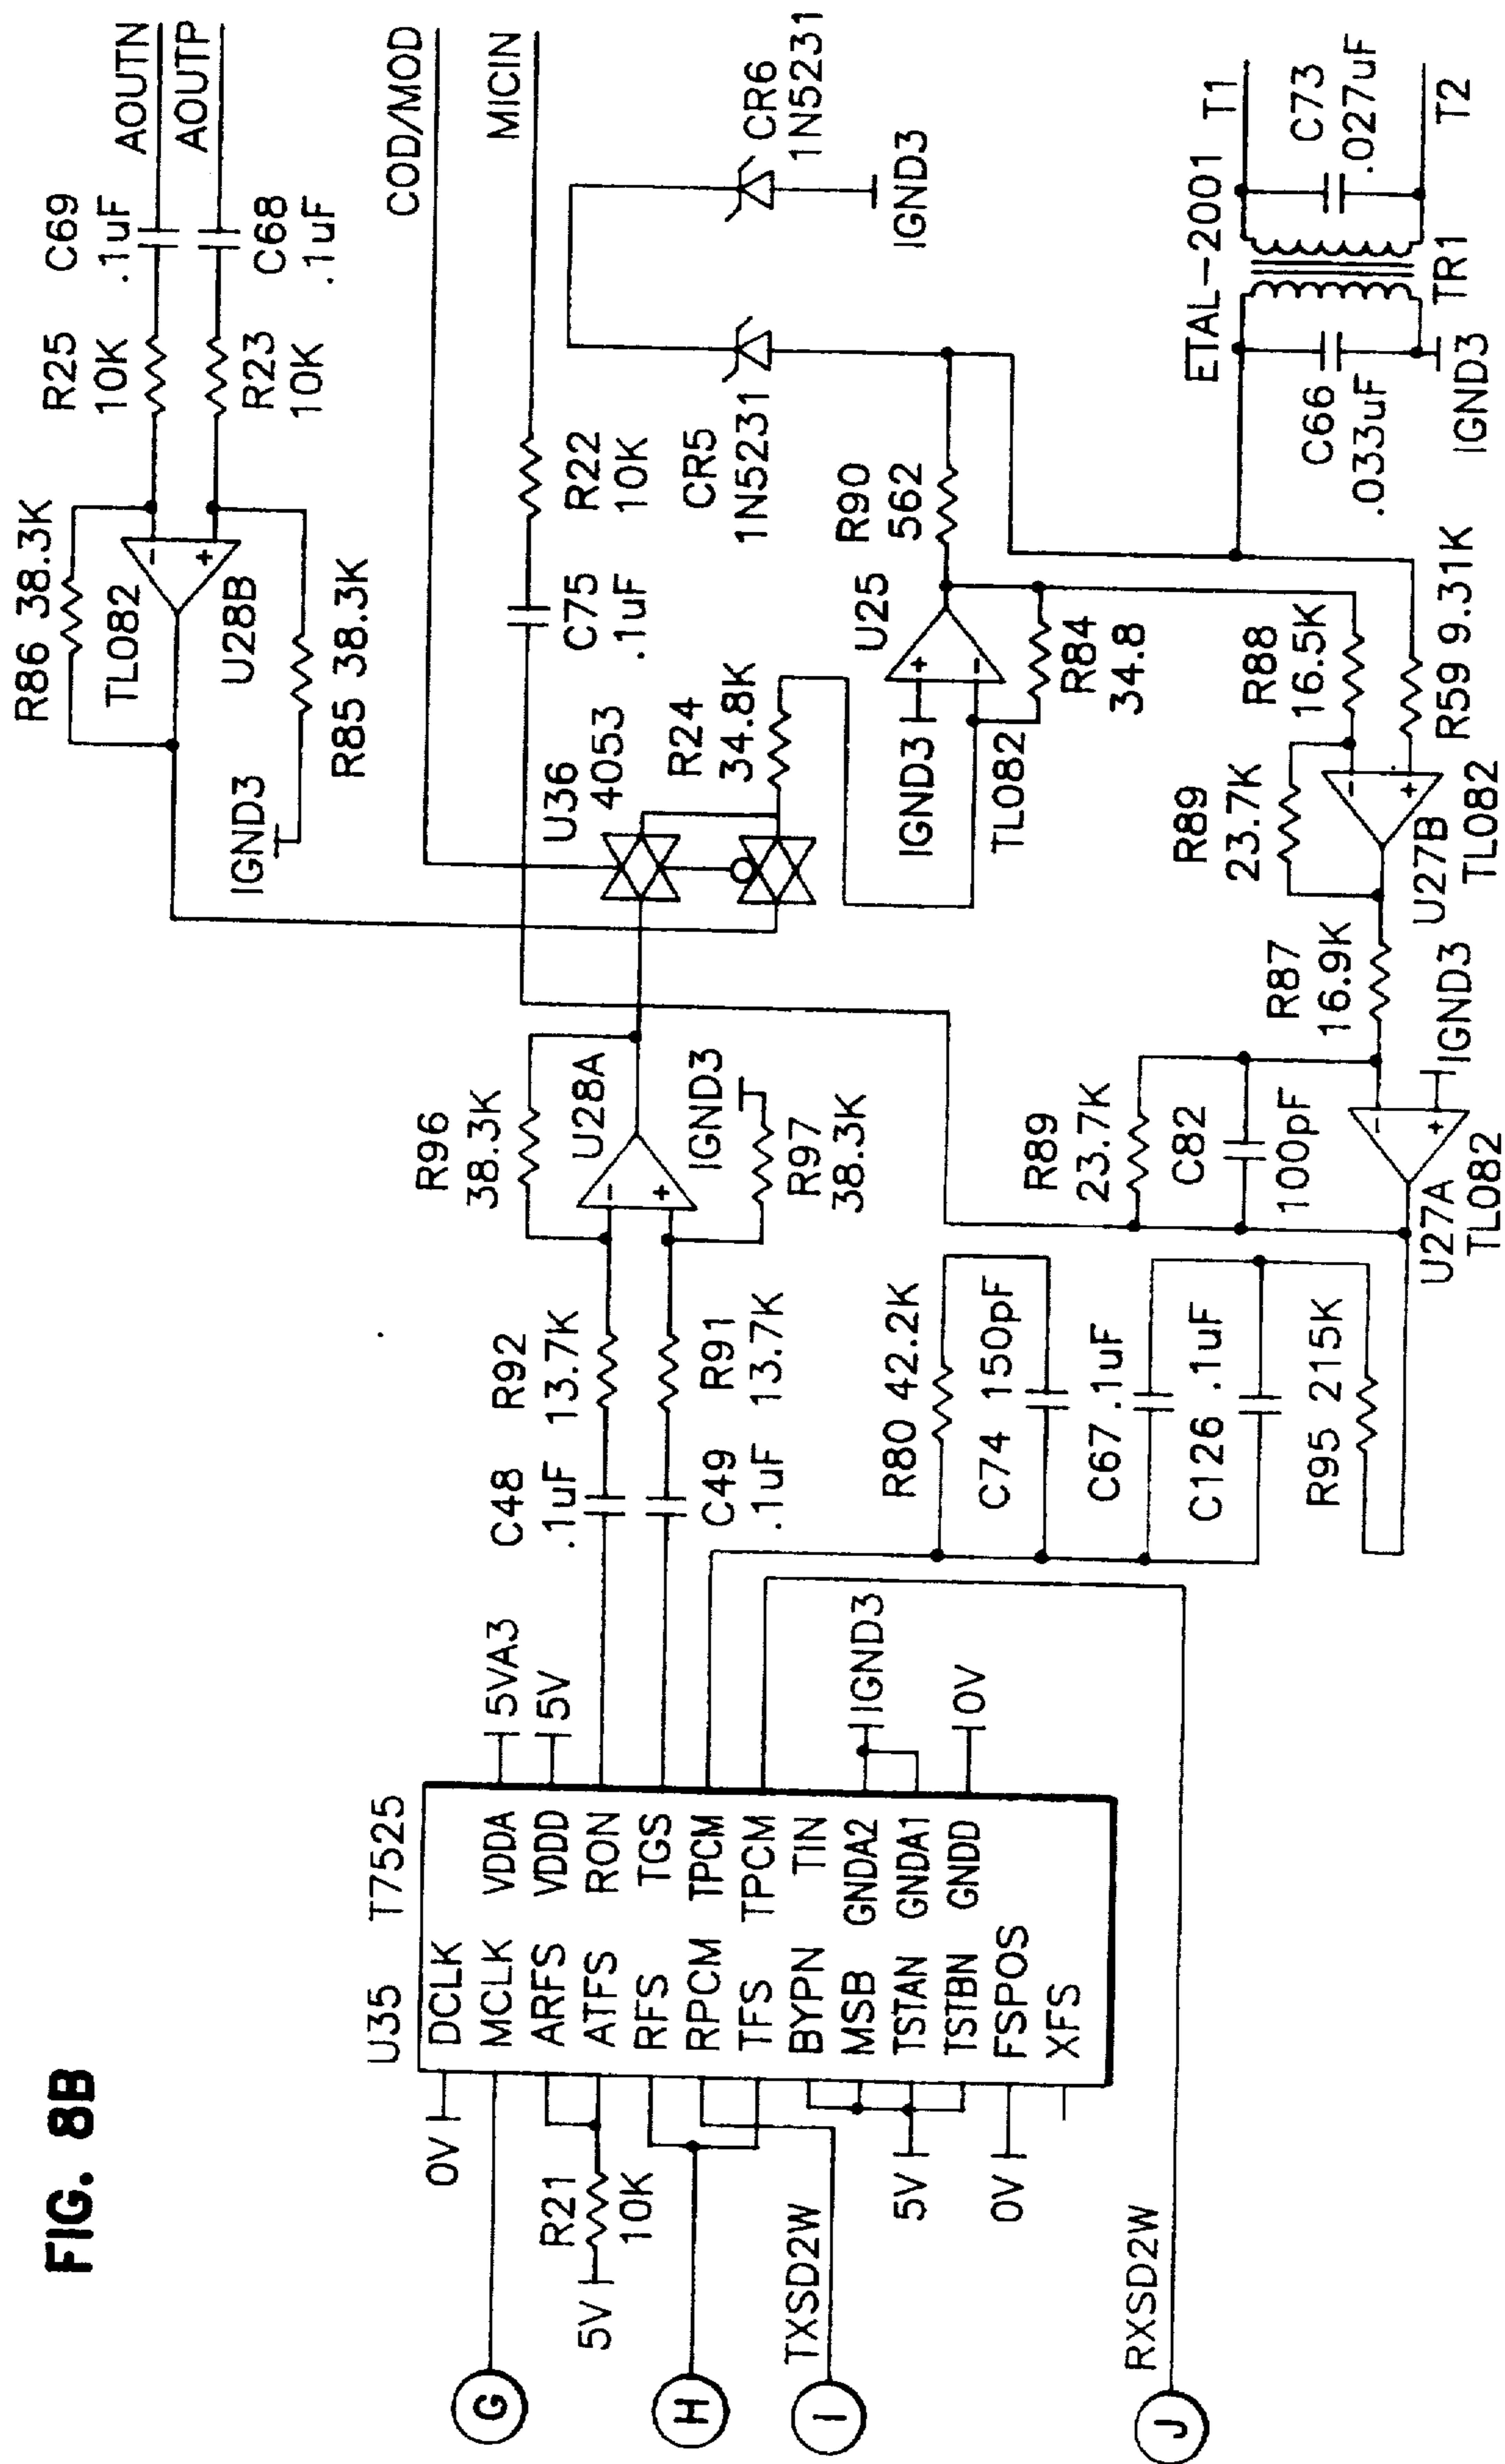 FIG. 8B
G
H
I
J
TXSD2W
RXSD2W
0V
5V
R21
10K
5V
0V
U35 T7525
DCLK
MCLK VDDA
ARFS VDDD
ATFS RON
RFS TGS
RPCM TPCM
TFS TPCM
BYPN TIN
MSB GNDA2
TSTAN GNDA1
TSTBN GNDD
FSPOS
XFS
5VA3
5V
IGND3
0V
C48 R92
.1uF 13.7K
C49 R91
.1uF 13.7K
R96
38.3K
U28A
IGND3
R97
38.3K
R80 42.2K
C74 150pF
C67 .1uF
C126 .1uF
R95 215K
R89
23.7K
C82
100pF
U27A
TL082
IGND3
R87
16.9K
R89
23.7K
U27B
TL082
R88
16.5K
R59 9.31K
R86 38.3K
TL082
U28B
IGND3
R85 38.3K
R25
10K
C69
.1uF
AOUTN
AOUTP
R23
10K
C68
.1uF
COD/MOD
MICIN
U36
4053
R24
34.8K
C75
.1uF
R22
10K
CR5
1N5231
CR6
1N5231
IGND3
U25
IGND3
TL082
R84
34.8
R90
562
ETAL-2001
T1
C73
.027uF
T2
TR1
C66
.033uF
IGND3